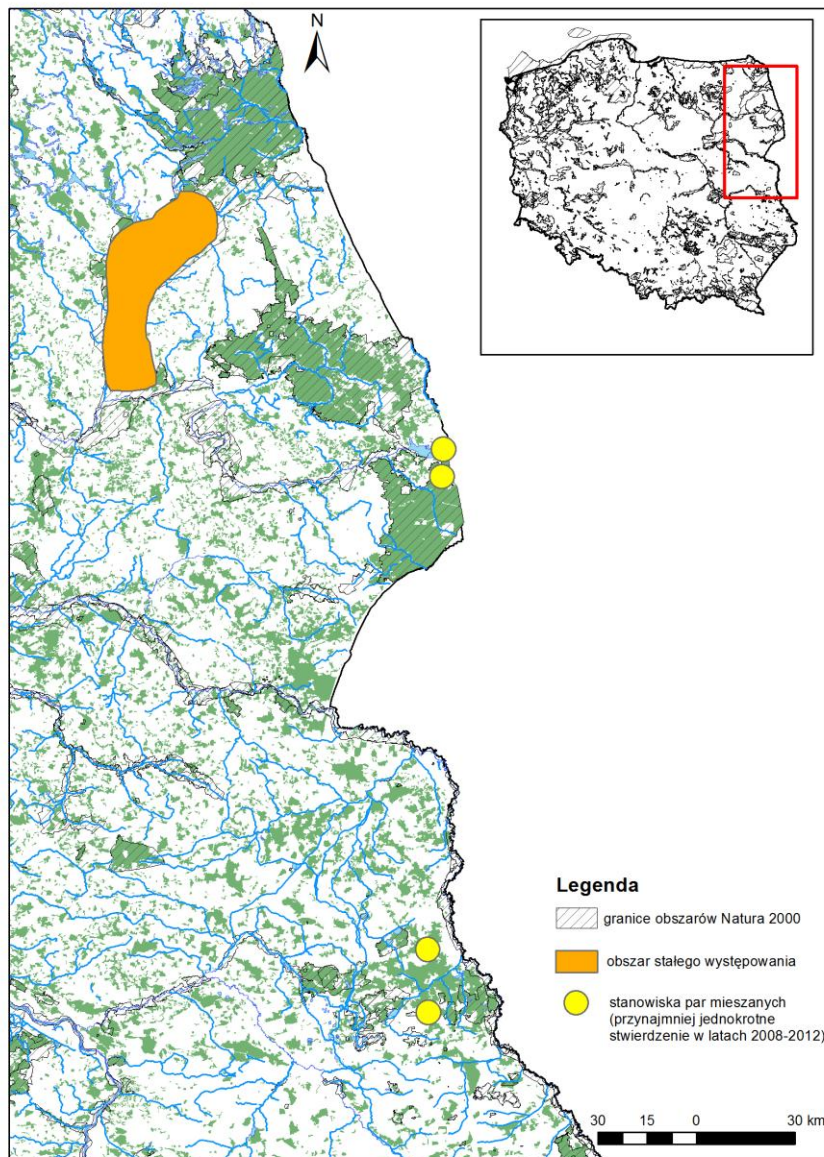 N
Legenda
granice obszarów Natura 2000
obszar stałego występowania
stanowiska par mieszanych
(przynajmniej jednokrotne
stwierdzenie w latach 2008-2012)
30 15 0 30 km